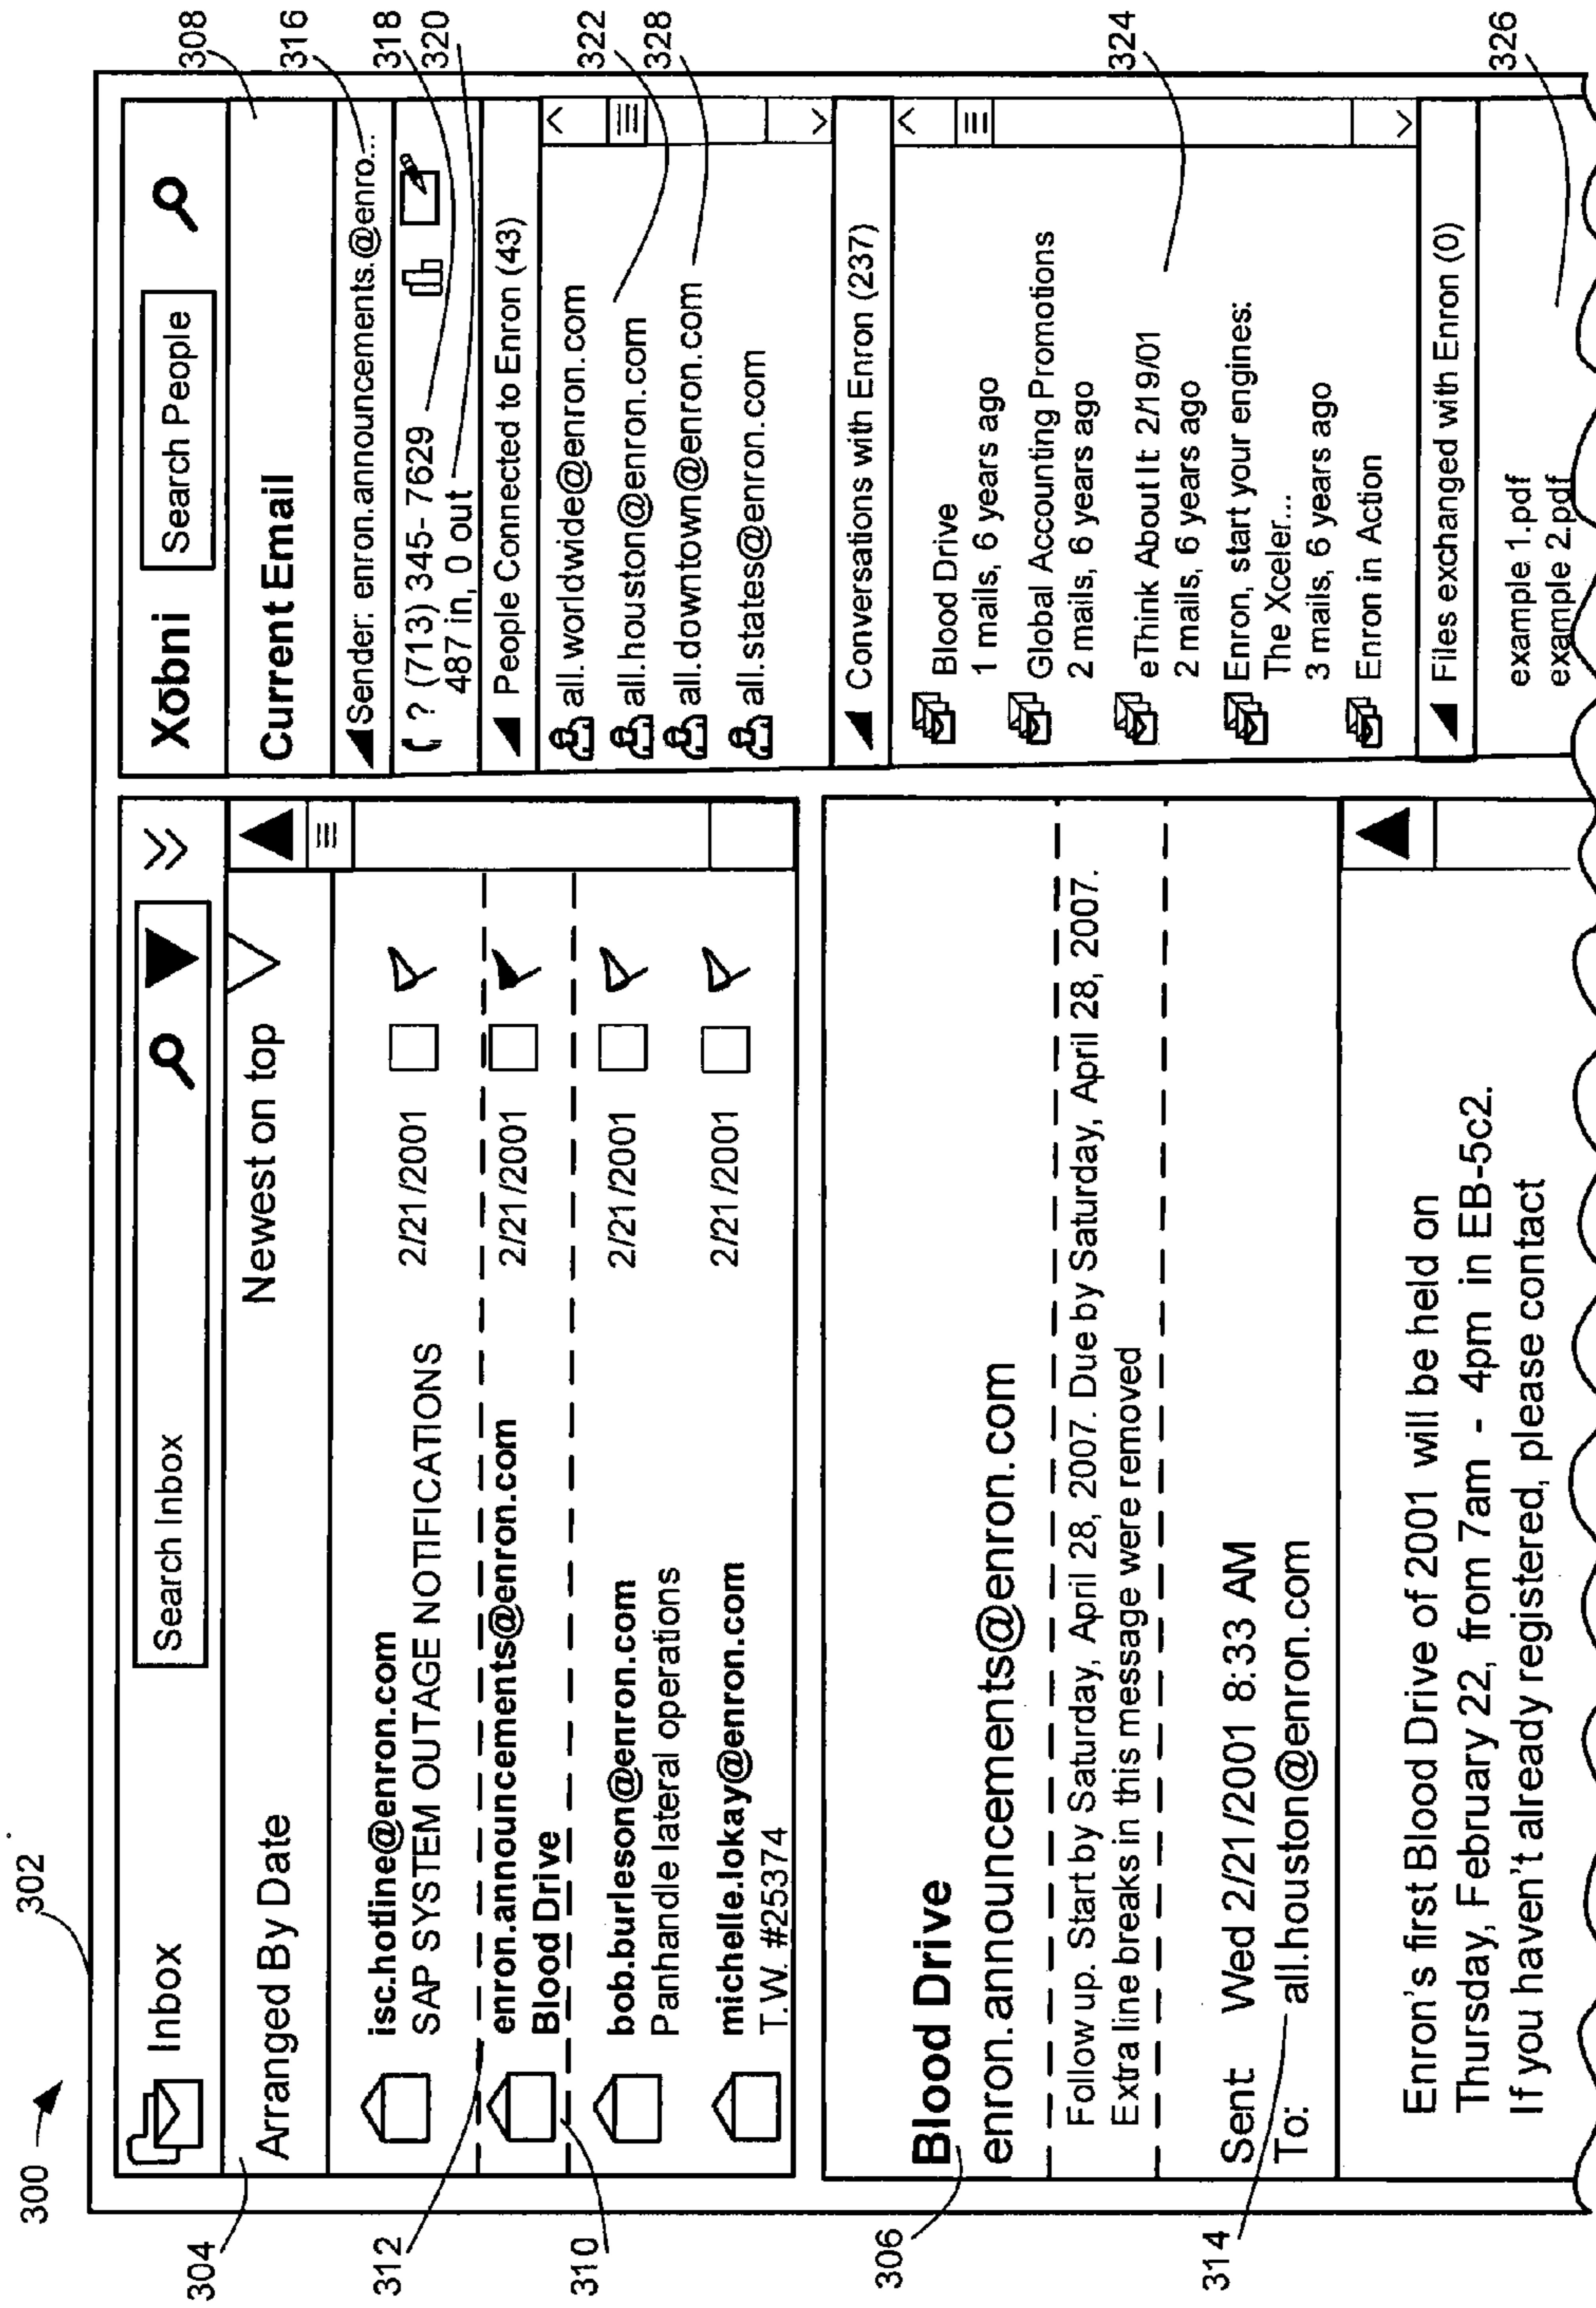 300
302
304
Inbox
Search Inbox
Arranged By Date
Newest on top
312
isc.hotline@enron.com
2/21/2001
SAP SYSTEM OUTAGE NOTIFICATIONS
310
enron.announcements@enron.com
2/21/2001
Blood Drive
bob.burleson@enron.com
2/21/2001
Panhandle lateral operations
michelle.lokay@enron.com
2/21/2001
T.W. #25374
306
Blood Drive
enron.announcements@enron.com
Follow up. Start by Saturday, April 28, 2007. Due by Saturday, April 28, 2007.
Extra line breaks in this message were removed
Sent Wed 2/21/2001 8:33 AM
314
To: all.houston@enron.com
Enron's first Blood Drive of 2001 will be held on
Thursday, February 22, from 7am - 4pm in EB-5c2.
If you haven't already registered, please contact
Xobni
Search People
308
Current Email
316
Sender: enron.announcements.@enro...
318
? (713) 345- 7629
320
487 in, 0 out
People Connected to Enron (43)
322
all.worldwide@enron.com
328
all.houston@enron.com
all.downtown@enron.com
all.states@enron.com
Conversations with Enron (237)
324
Blood Drive
1 mails, 6 years ago
Global Accounting Promotions
2 mails, 6 years ago
eThink About It: 2/19/01
2 mails, 6 years ago
Enron, start your engines:
The Xceler...
3 mails, 6 years ago
Enron in Action
Files exchanged with Enron (0)
326
example 1.pdf
example 2.pdf